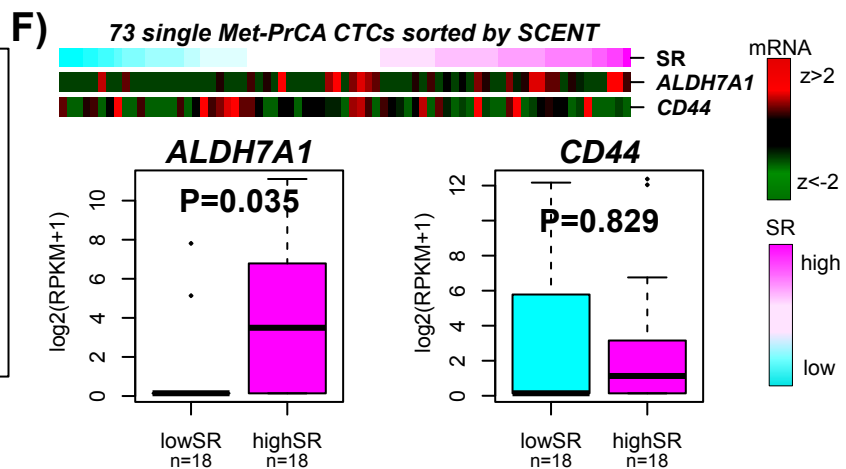 F)
73 single Met-PrCA CTCs sorted by SCENT
SR
ALDH7A1
CD44
mRNA
z>2
z<-2
SR
high
low
ALDH7A1
P=0.035
log2(RPKM+1)
10
8
6
4
2
0
lowSR
n=18
highSR
n=18
CD44
P=0.829
log2(RPKM+1)
12
8
6
4
2
0
lowSR
n=18
highSR
n=18